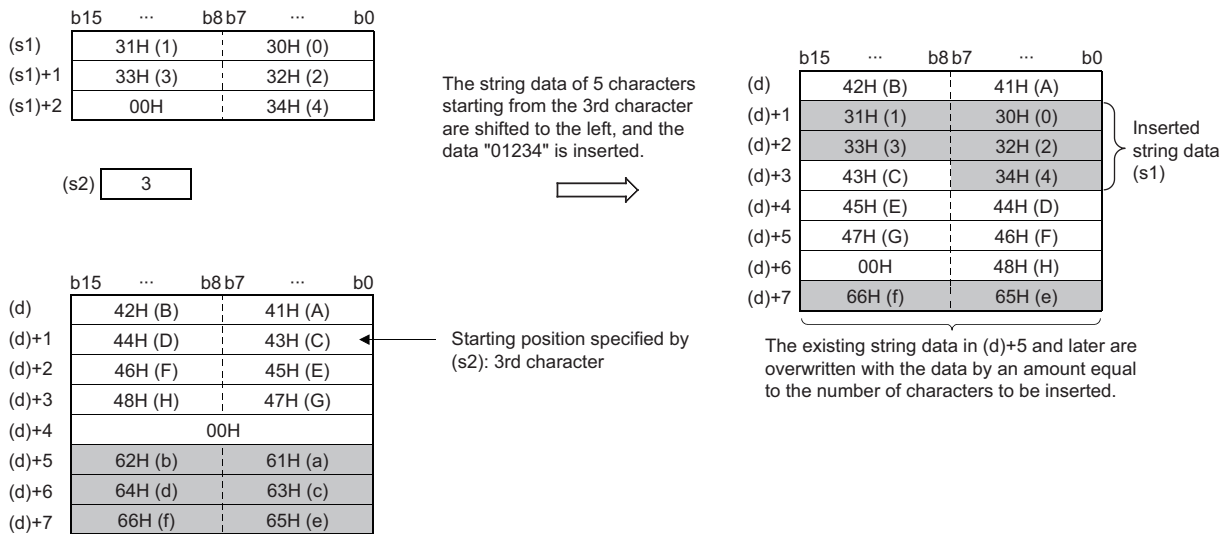 b15 ... b8 b7 ... b0
(s1) 31H (1) 30H (0)
(s1)+1 33H (3) 32H (2)
(s1)+2 00H 34H (4)
(s2) 3
The string data of 5 characters
starting from the 3rd character
are shifted to the left, and the
data "01234" is inserted.
b15 ... b8 b7 ... b0
(d) 42H (B) 41H (A)
(d)+1 44H (D) 43H (C)
(d)+2 46H (F) 45H (E)
(d)+3 48H (H) 47H (G)
(d)+4 00H
(d)+5 62H (b) 61H (a)
(d)+6 64H (d) 63H (c)
(d)+7 66H (f) 65H (e)
Starting position specified by
(s2): 3rd character
b15 ... b8 b7 ... b0
(d) 42H (B) 41H (A)
(d)+1 31H (1) 30H (0)
(d)+2 33H (3) 32H (2)
(d)+3 43H (C) 34H (4)
(d)+4 45H (E) 44H (D)
(d)+5 47H (G) 46H (F)
(d)+6 00H 48H (H)
(d)+7 66H (f) 65H (e)
Inserted
string data
(s1)
The existing string data in (d)+5 and later are
overwritten with the data by an amount equal
to the number of characters to be inserted.